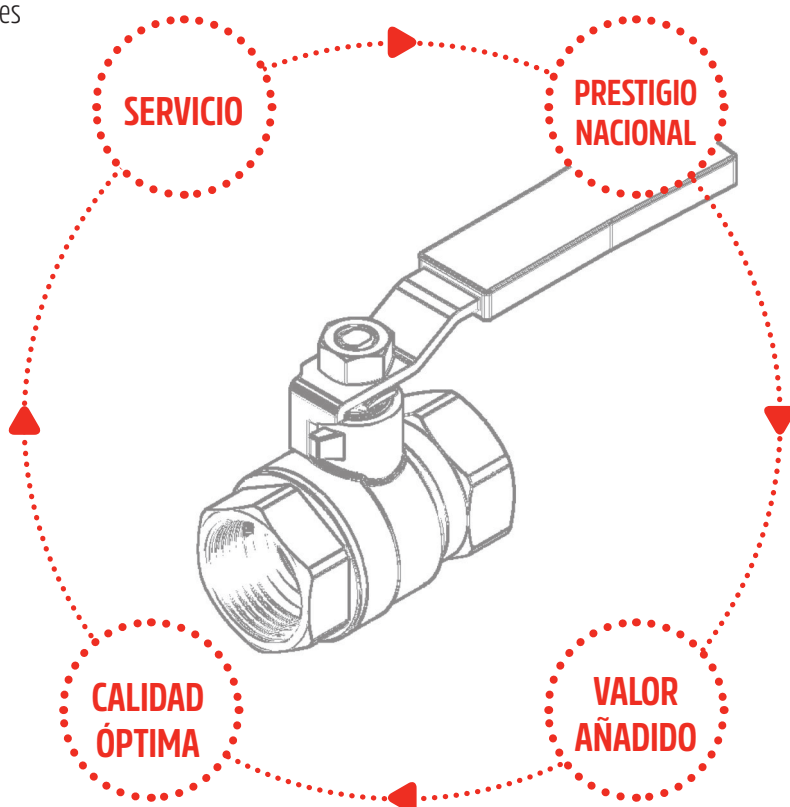 es
SERVICIO
PRESTIGIO
NACIONAL
CALIDAD
ÓPTIMA
VALOR
AÑADIDO